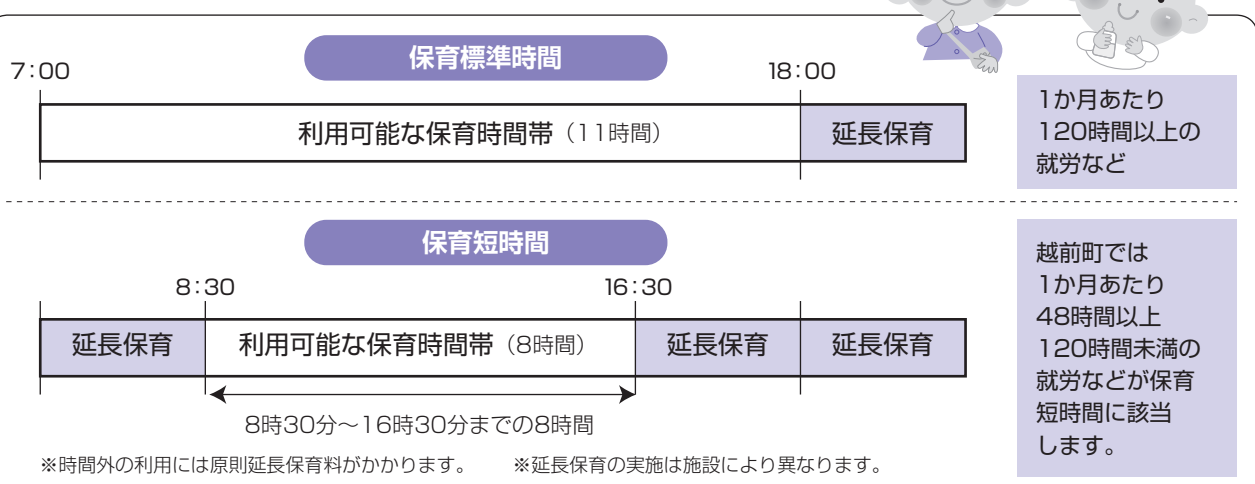 保育標準時間
7:00
18:00
利用可能な保育時間帯（11時間）
延長保育
1か月あたり
120時間以上の
就労など
保育短時間
8:30
16:30
延長保育
利用可能な保育時間帯（8時間）
延長保育
延長保育
8時30分～16時30分までの8時間
※時間外の利用には原則延長保育料がかかります。
※延長保育の実施は施設により異なります。
越前町では
1か月あたり
48時間以上
120時間未満の
就労などが保育
短時間に該当
します。